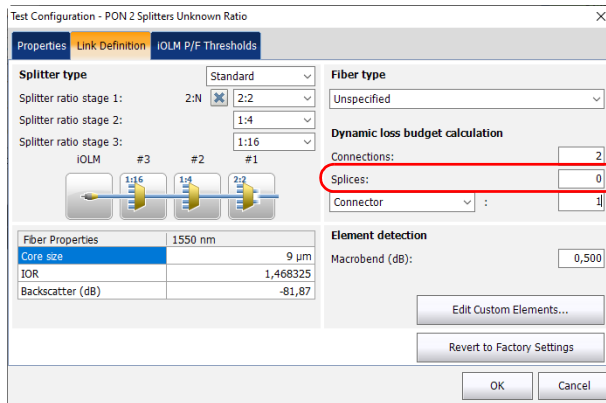 Test Configuration - PON 2 Splitters Unknown Ratio
Properties Link Definition iOLM P/F Thresholds
Splitter type Standard
Splitter ratio stage 1: 2:N 2:2
Splitter ratio stage 2: 1:4
Splitter ratio stage 3: 1:16
iOLM #3 #2 #1
1:16 1:4 2:2
Fiber Properties 1550 nm
Core size 9 µm
IOR 1,468325
Backscatter (dB) -81,87
Fiber type
Unspecified
Dynamic loss budget calculation
Connections: 2
Splices: 0
Connector : 1
Element detection
Macrobend (dB): 0,500
Edit Custom Elements...
Revert to Factory Settings
OK Cancel